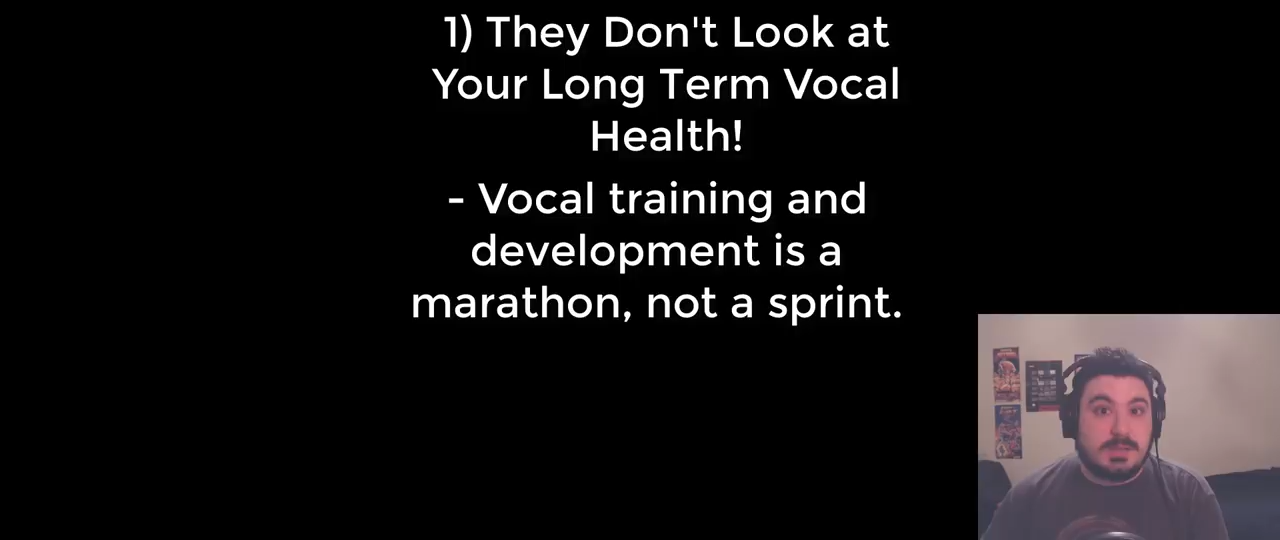 1) They Don't Look at
Your Long Term Vocal
Health!
- Vocal training and
development is a
marathon, not a sprint.